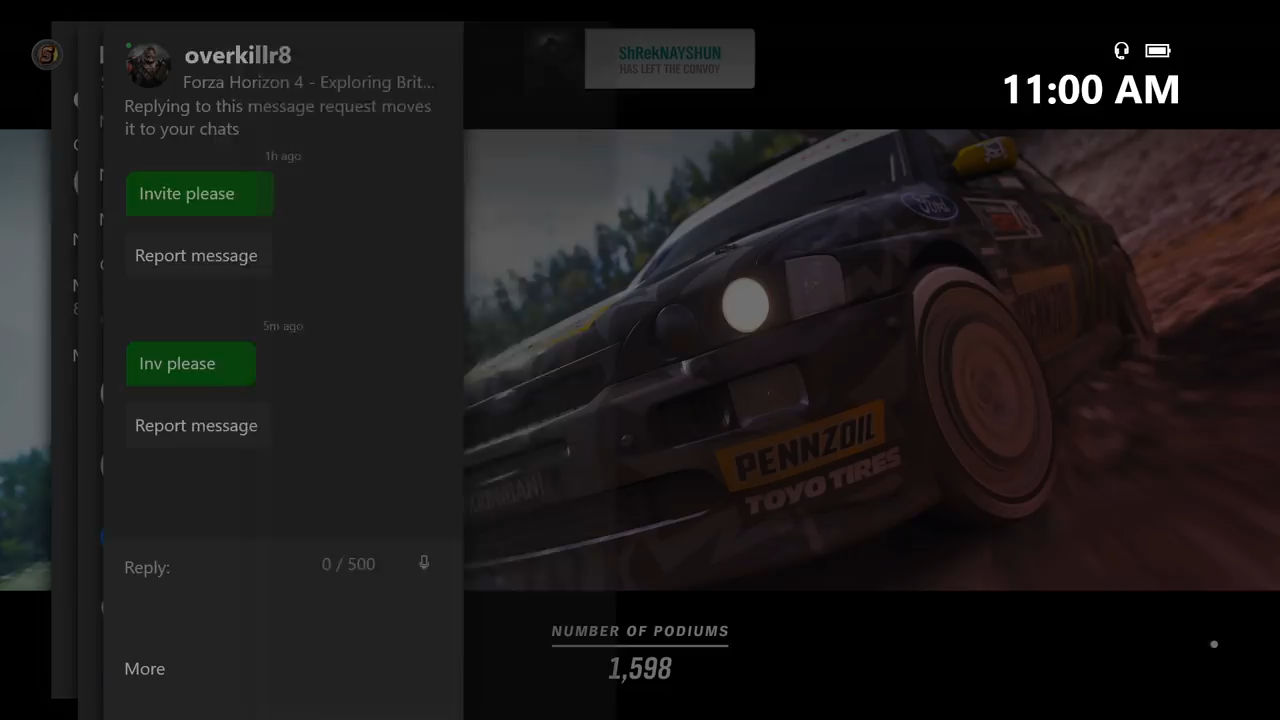 overkillr8
Forza Horizon 4 - Exploring Brit...
Replying to this message request moves
it to your chats
1h ago
Invite please
Report message
5m ago
Inv please
Report message
Reply:
0 / 500
More
ShRekNAYSHUN
HAS LEFT THE CONVOY
11:00 AM
Ford
PENNZOIL
TOYO TIRES
NUMBER OF PODIUMS
1,598